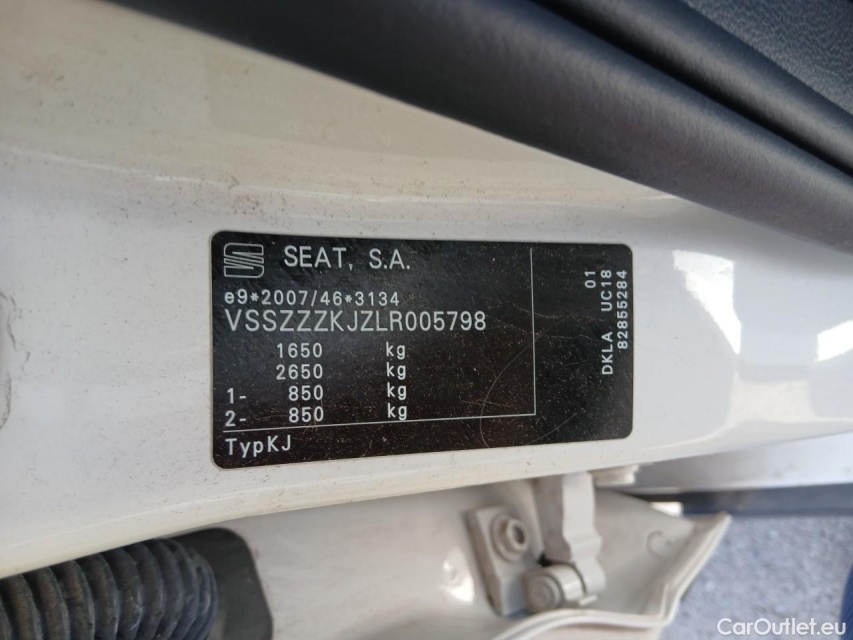 SEAT, S.A.
e9*2007/46*3134
VSSZZZKJZLR005798
1650 kg
2650 kg
1- 850 kg
2- 850 kg
TypKJ
01
DKLA UC18
82855284
CarOutlet.eu